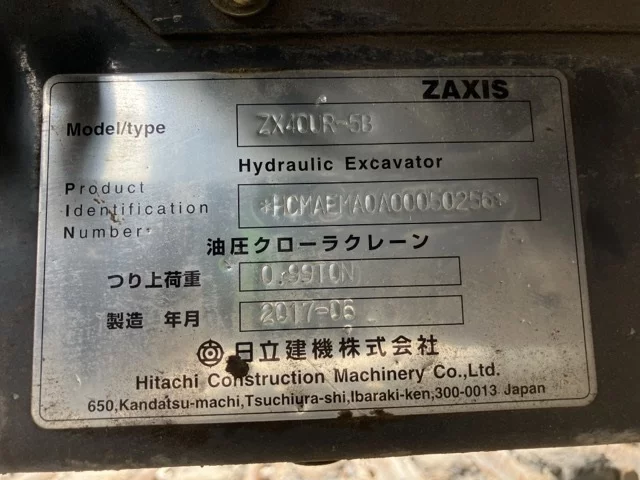 ZAXIS
Model/type ZX40UR-5B
Hydraulic Excavator
Product
Identification *HCMAEMA0A00050256*
Number
油圧クローラクレーン
つり上荷重 0.99TON
製造 年月 2017-06
日立建機株式会社
Hitachi Construction Machinery Co.,Ltd.
650,Kandatsu-machi,Tsuchiura-shi,Ibaraki-ken,300-0013 Japan